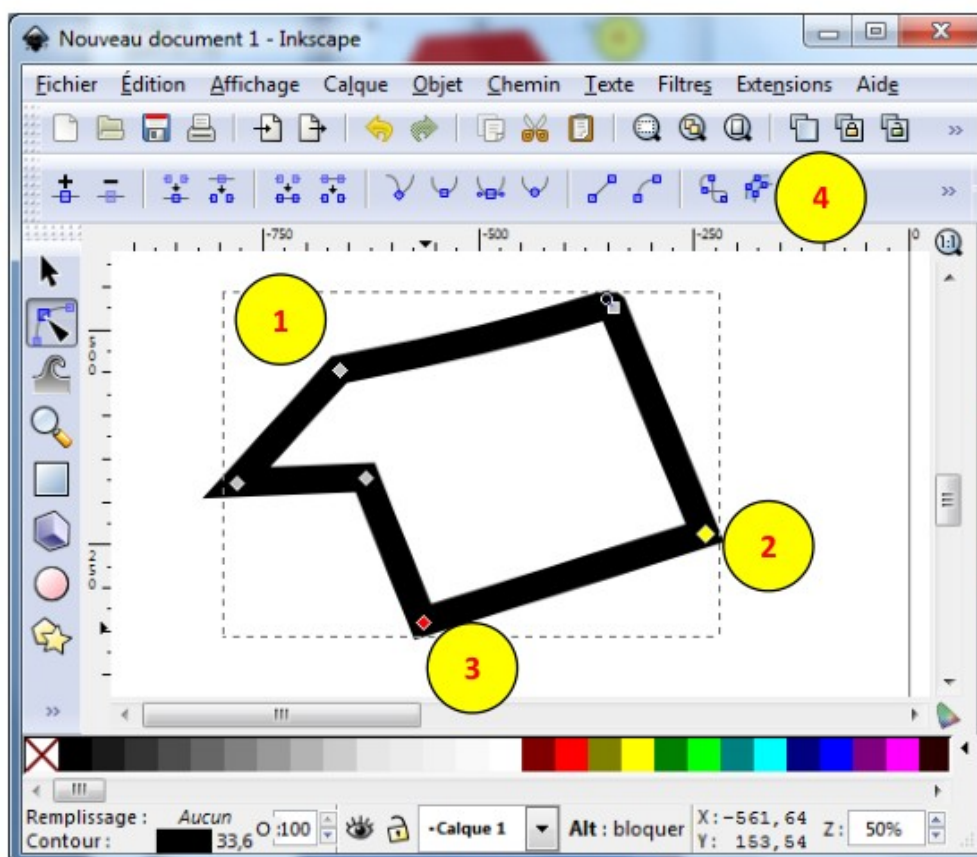 Nouveau document 1 - Inkscape
Fichier Édition Affichage Calque Objet Chemin Texte Filtres Extensions Aide
4
-750 -500 -250 0
1:1
1
500
2
250
3
Remplissage : Aucun O :100 •Calque 1 Alt : bloquer X:-561,64 Z: 50%
Contour : 33,6 Y: 153,54